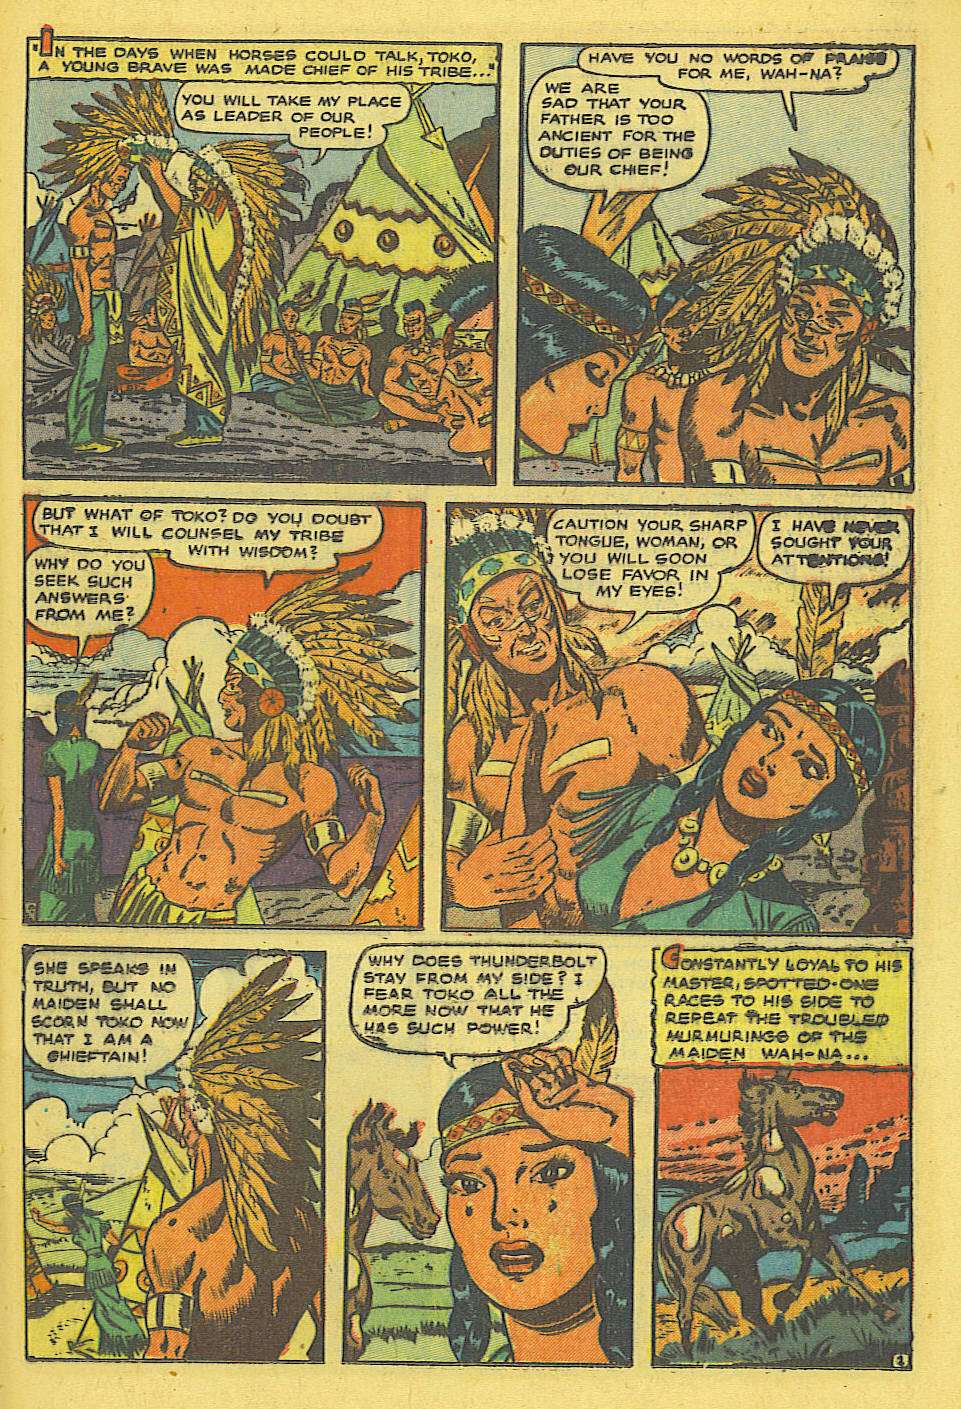 "IN THE DAYS WHEN HORSES COULD TALK, TOKO,
A YOUNG BRAVE WAS MADE CHIEF OF HIS TRIBE..."
YOU WILL TAKE MY PLACE
AS LEADER OF OUR
PEOPLE!
HAVE YOU NO WORDS OF PRAISE
FOR ME, WAH-NA?
WE ARE
SAD THAT YOUR
FATHER IS TOO
ANCIENT FOR THE
DUTIES OF BEING
OUR CHIEF!
BUT WHAT OF TOKO? DO YOU DOUBT
THAT I WILL COUNSEL MY TRIBE
WITH WISDOM?
WHY DO YOU
SEEK SUCH
ANSWERS
FROM ME?
CAUTION YOUR SHARP
TONGUE, WOMAN, OR
YOU WILL SOON
LOSE FAVOR IN
MY EYES!
I HAVE NEVER
SOUGHT YOUR
ATTENTIONS!
SHE SPEAKS IN
TRUTH, BUT NO
MAIDEN SHALL
SCORN TOKO NOW
THAT I AM A
CHIEFTAIN!
WHY DOES THUNDERBOLT
STAY FROM MY SIDE? I
FEAR TOKO ALL THE
MORE NOW THAT HE
HAS SUCH POWER!
CONSTANTLY LOYAL TO HIS
MASTER, SPOTTED-ONE
RACES TO HIS SIDE TO
REPEAT THE TROUBLED
MURMURINGS OF THE
MAIDEN WAH-NA...